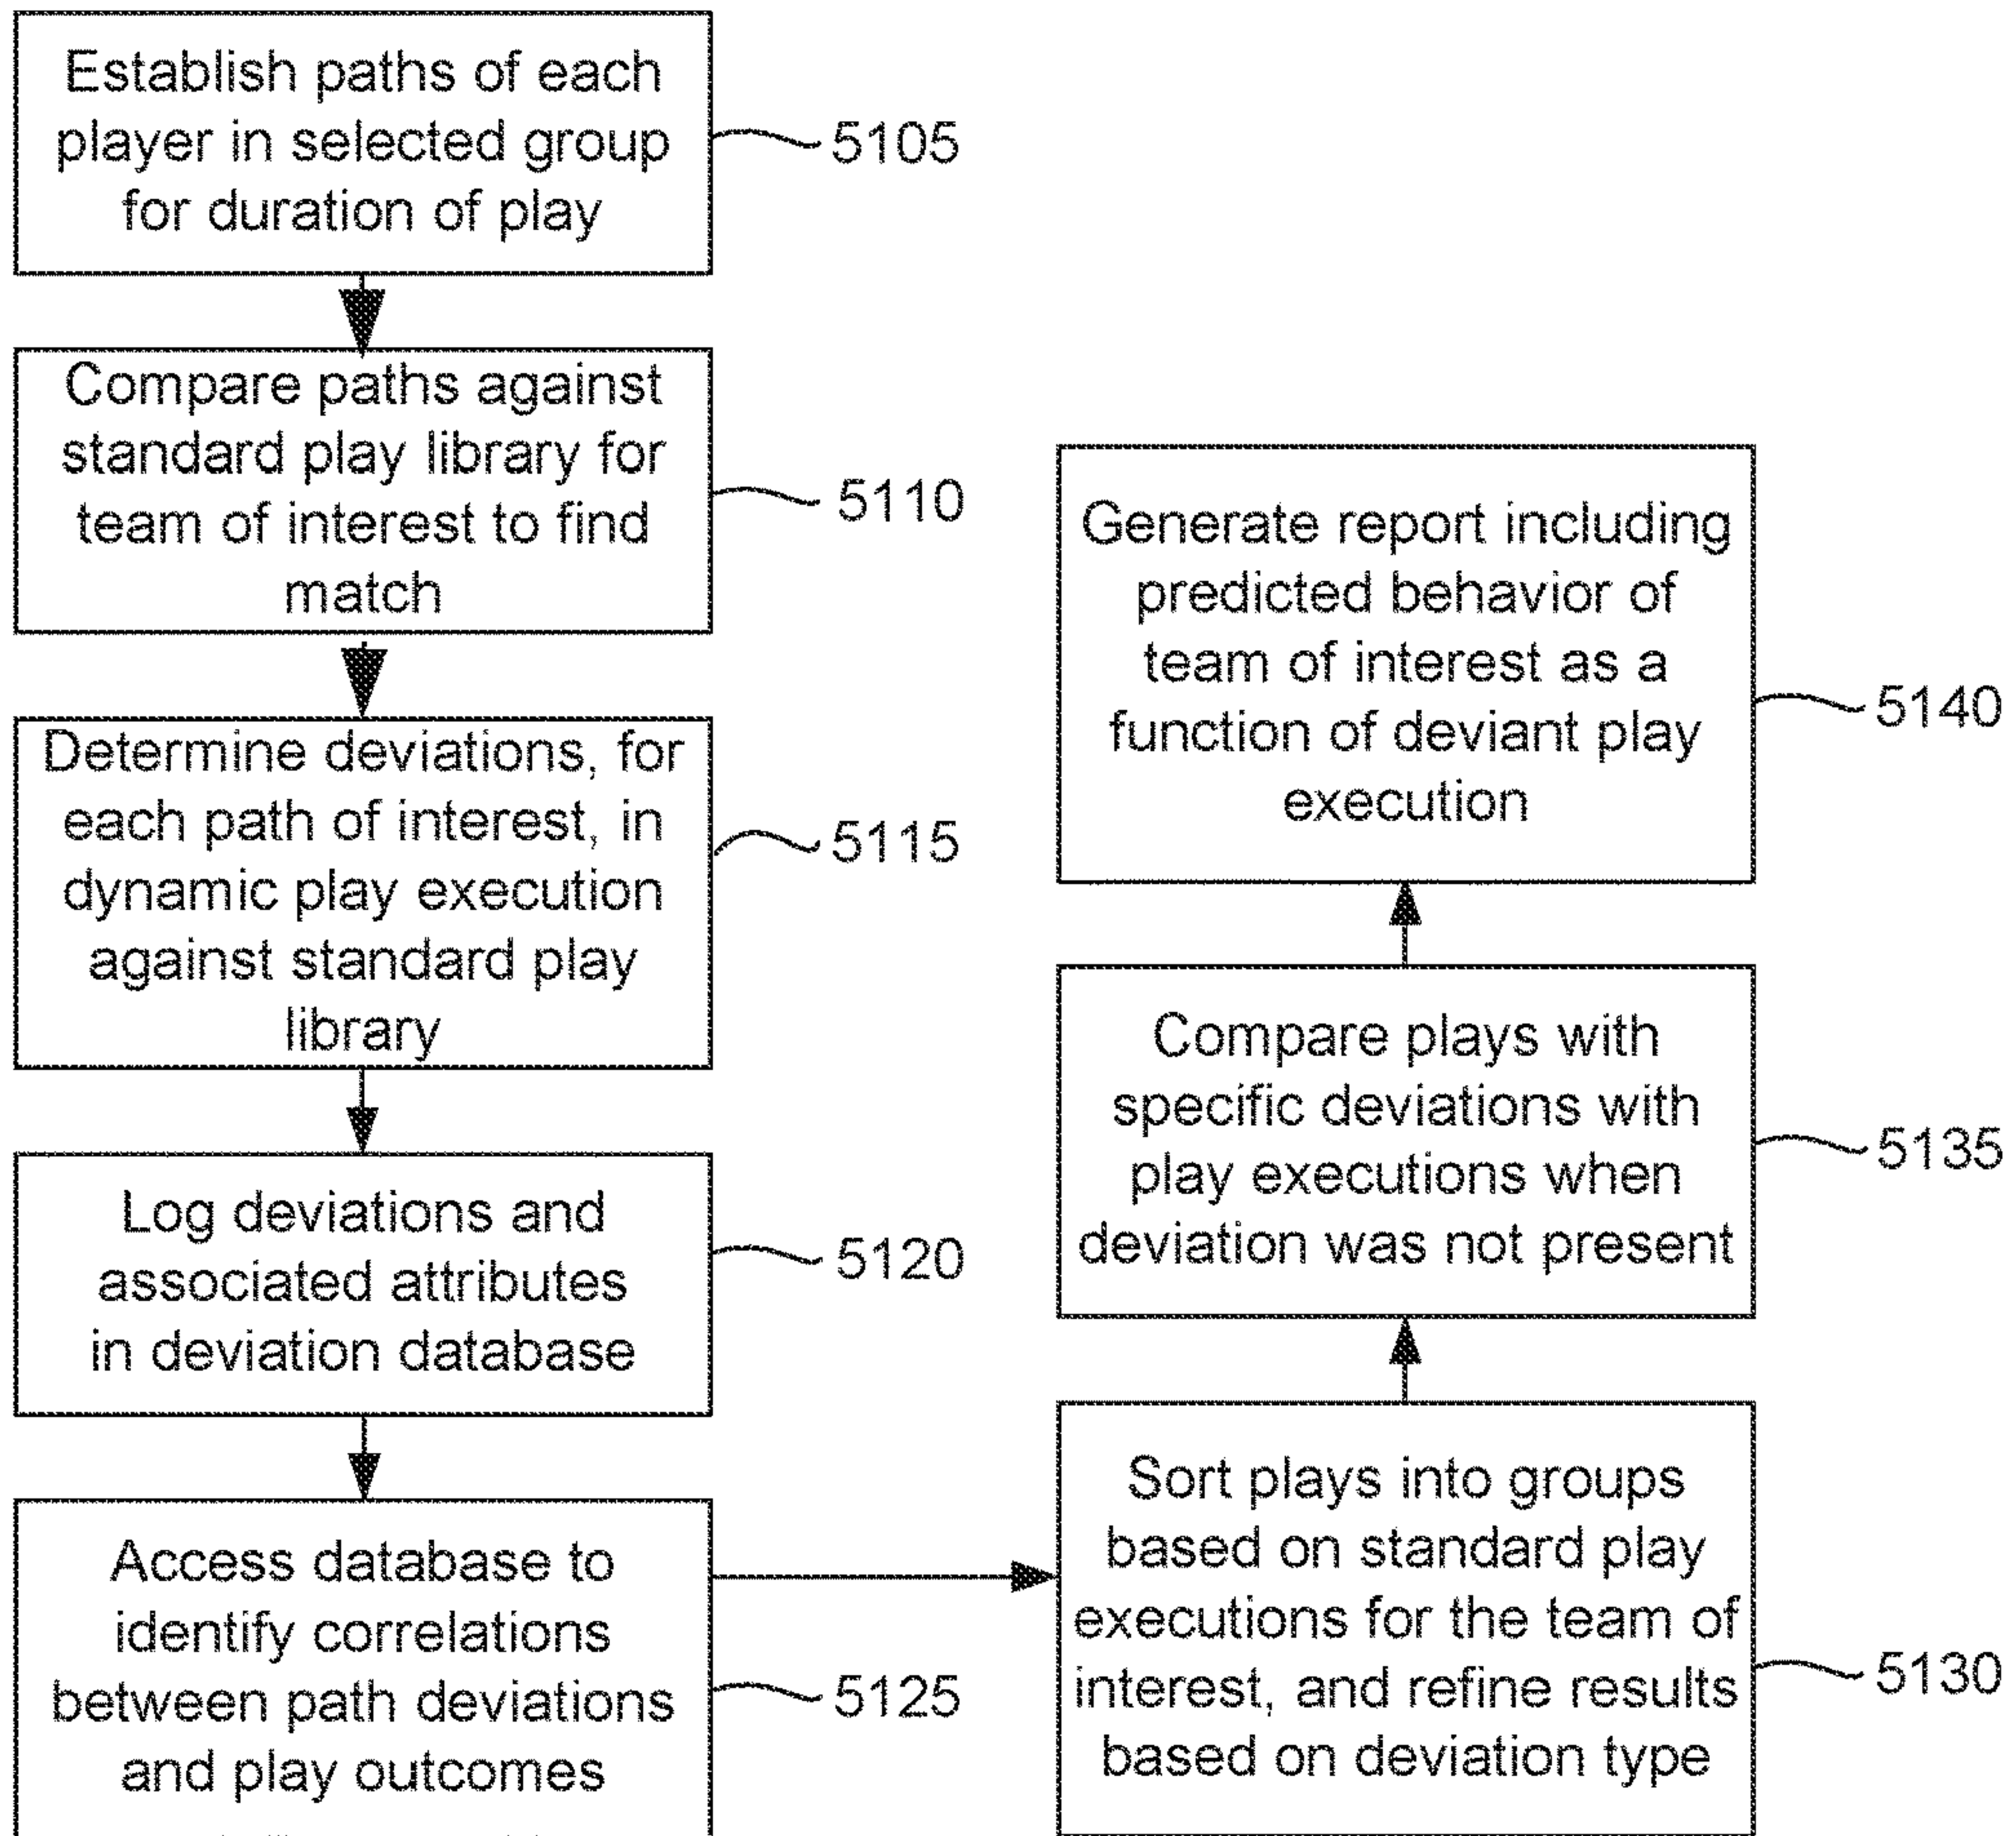 Establish paths of each
player in selected group
for duration of play
5105
Compare paths against
standard play library for
team of interest to find
match
5110
Determine deviations, for
each path of interest, in
dynamic play execution
against standard play
library
5115
Log deviations and
associated attributes
in deviation database
5120
Access database to
identify correlations
between path deviations
and play outcomes
5125
Sort plays into groups
based on standard play
executions for the team of
interest, and refine results
based on deviation type
5130
Compare plays with
specific deviations with
play executions when
deviation was not present
5135
Generate report including
predicted behavior of
team of interest as a
function of deviant play
execution
5140